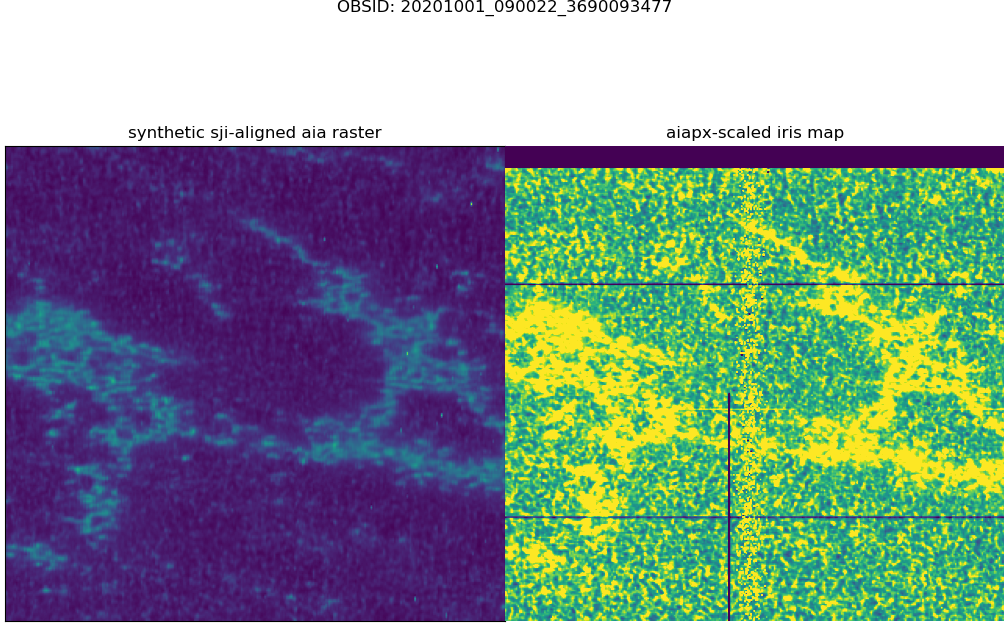 OBSID: 20201001_090022_3690093477
synthetic sji-aligned aia raster
aiapx-scaled iris map